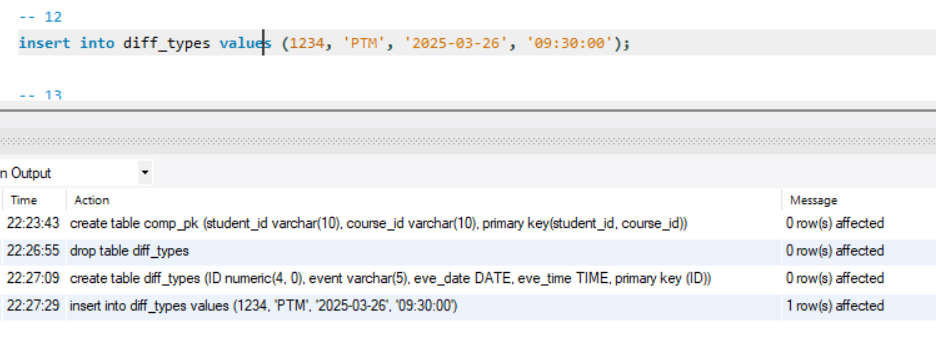 -- 12
insert into diff_types values (1234, 'PTM', '2025-03-26', '09:30:00');
-- 13
n Output
Time Action Message
22:23:43 create table comp_pk (student_id varchar(10), course_id varchar(10), primary key(student_id, course_id)) 0 row(s) affected
22:26:55 drop table diff_types 0 row(s) affected
22:27:09 create table diff_types (ID numeric(4, 0), event varchar(5), eve_date DATE, eve_time TIME, primary key (ID)) 0 row(s) affected
22:27:29 insert into diff_types values (1234, 'PTM', '2025-03-26', '09:30:00') 1 row(s) affected